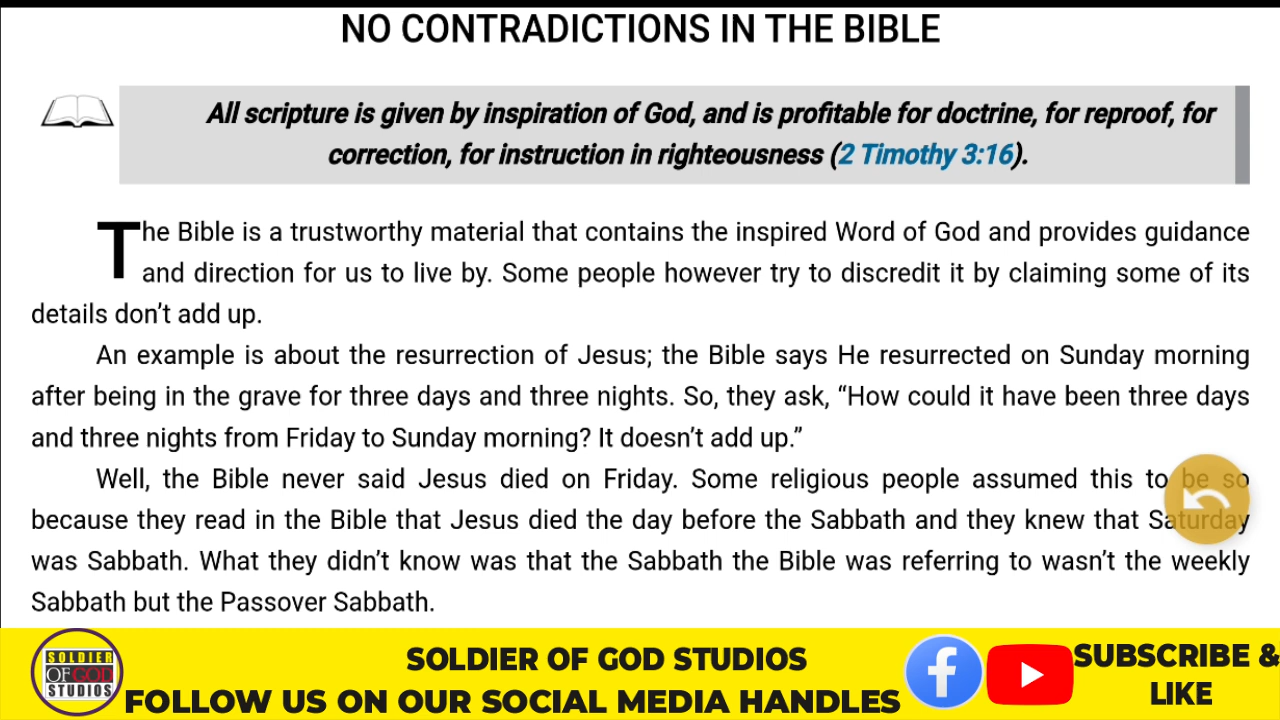 NO CONTRADICTIONS IN THE BIBLE
All scripture is given by inspiration of God, and is profitable for doctrine, for reproof, for
correction, for instruction in righteousness (2 Timothy 3:16).
The Bible is a trustworthy material that contains the inspired Word of God and provides guidance
and direction for us to live by. Some people however try to discredit it by claiming some of its
details don’t add up.
An example is about the resurrection of Jesus; the Bible says He resurrected on Sunday morning
after being in the grave for three days and three nights. So, they ask, “How could it have been three days
and three nights from Friday to Sunday morning? It doesn’t add up.”
Well, the Bible never said Jesus died on Friday. Some religious people assumed this to be so
because they read in the Bible that Jesus died the day before the Sabbath and they knew that Saturday
was Sabbath. What they didn’t know was that the Sabbath the Bible was referring to wasn’t the weekly
Sabbath but the Passover Sabbath.
SOLDIER
OF GOD
STUDIOS
SOLDIER OF GOD STUDIOS
FOLLOW US ON OUR SOCIAL MEDIA HANDLES
SUBSCRIBE &
LIKE